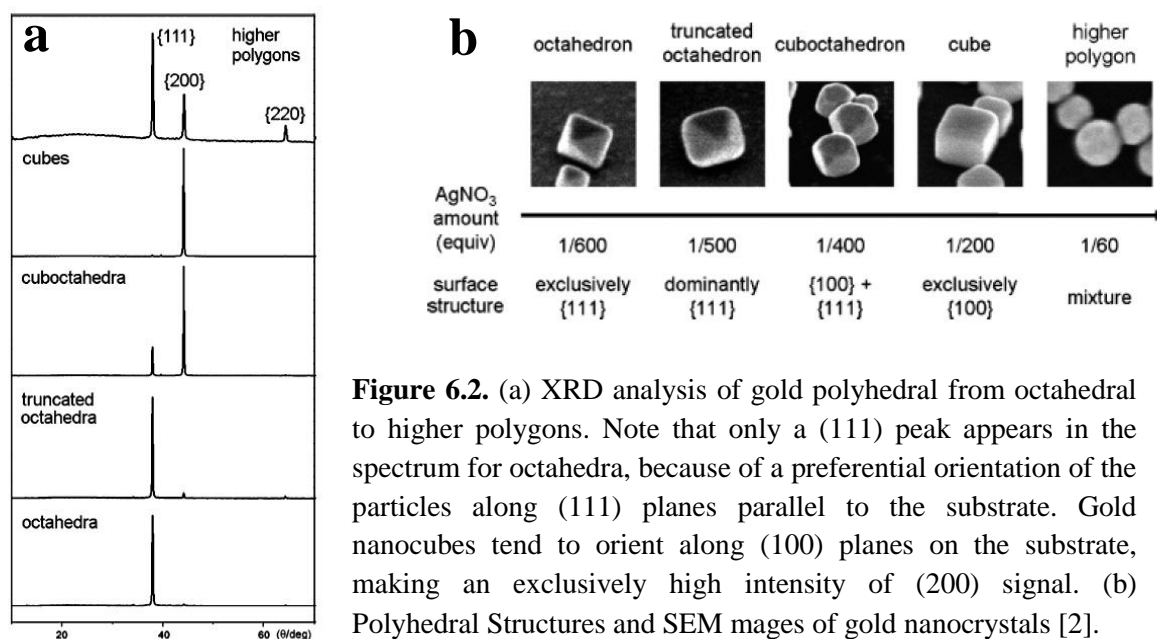 a
{111}
higher
polygons
{200}
{220}
cubes
cuboctahedra
truncated
octahedra
octahedra
20 40 60 (θ/deg)
b
octahedron
truncated
octahedron
cuboctahedron
cube
higher
polygon
AgNO3
amount
(equiv)
1/600 1/500 1/400 1/200 1/60
surface
structure
exclusively
{111}
dominantly
{111}
{100} +
{111}
exclusively
{100}
mixture
Figure 6.2. (a) XRD analysis of gold polyhedral from octahedral
to higher polygons. Note that only a (111) peak appears in the
spectrum for octahedra, because of a preferential orientation of the
particles along (111) planes parallel to the substrate. Gold
nanocubes tend to orient along (100) planes on the substrate,
making an exclusively high intensity of (200) signal. (b)
Polyhedral Structures and SEM mages of gold nanocrystals [2].